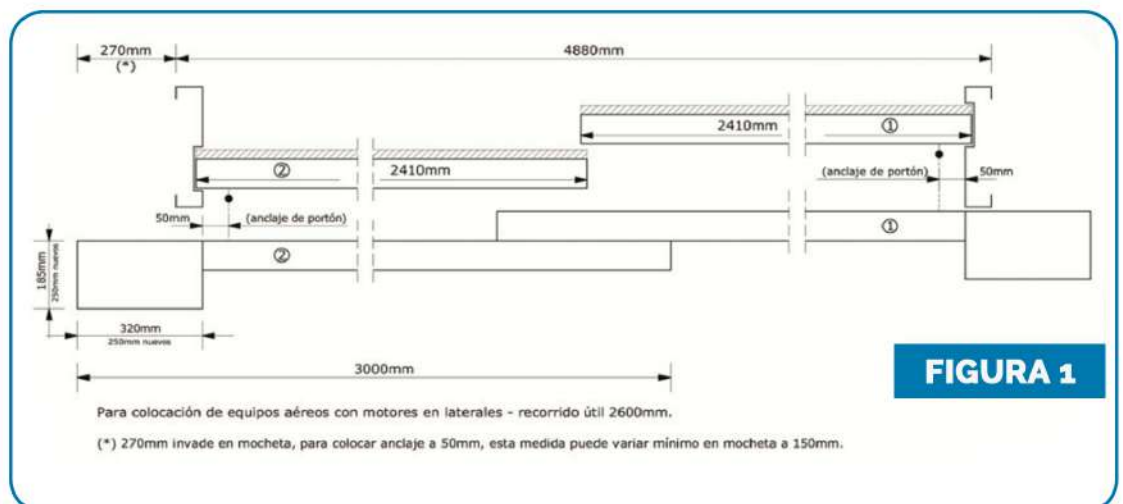 270mm
(*)
4880mm
2410mm
①
②
2410mm
(anclaje de portón)
50mm
50mm
(anclaje de portón)
①
②
185mm
250mm nuevos
320mm
250mm nuevos
3000mm
FIGURA 1
Para colocación de equipos aéreos con motores en laterales - recorrido útil 2600mm.
(*) 270mm invade en mocheta, para colocar anclaje a 50mm, esta medida puede variar mínimo en mocheta a 150mm.